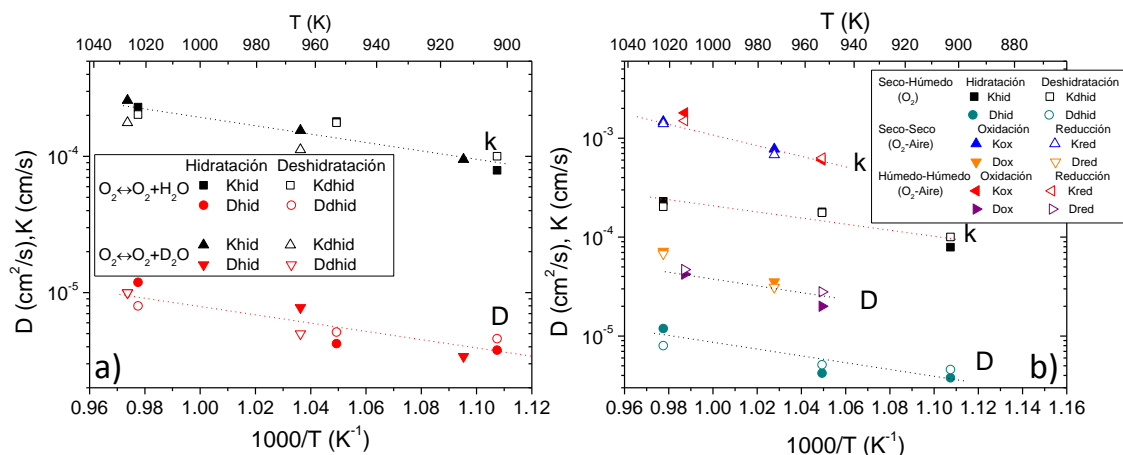 T (K)
1040 1020 1000 980 960 940 920 900
D (cm²/s),K (cm/s)
10⁻⁴
10⁻⁵
k
Hidratación Deshidratación
O₂↔O₂+H₂O Khid Kdhid
Dhid Ddhid
O₂↔O₂+D₂O Khid Kdhid
Dhid Ddhid
D
a)
0.96 0.98 1.00 1.02 1.04 1.06 1.08 1.10 1.12
1000/T (K⁻¹)
T (K)
1040 1020 1000 980 960 940 920 900 880
D (cm²/s), K (cm/s)
10⁻³
10⁻⁴
10⁻⁵
Seco-Húmedo Hidratación Deshidratación
(O₂) Khid Kdhid
Dhid Ddhid
Seco-Seco Oxidación Reducción
(O₂-Aire) Kox Kred
Dox Dred
Húmedo-Húmedo Oxidación Reducción
(O₂-Aire) Kox Kred
Dox Dred
k
k
D
D
b)
0.96 0.98 1.00 1.02 1.04 1.06 1.08 1.10 1.12 1.14 1.16
1000/T (K⁻¹)